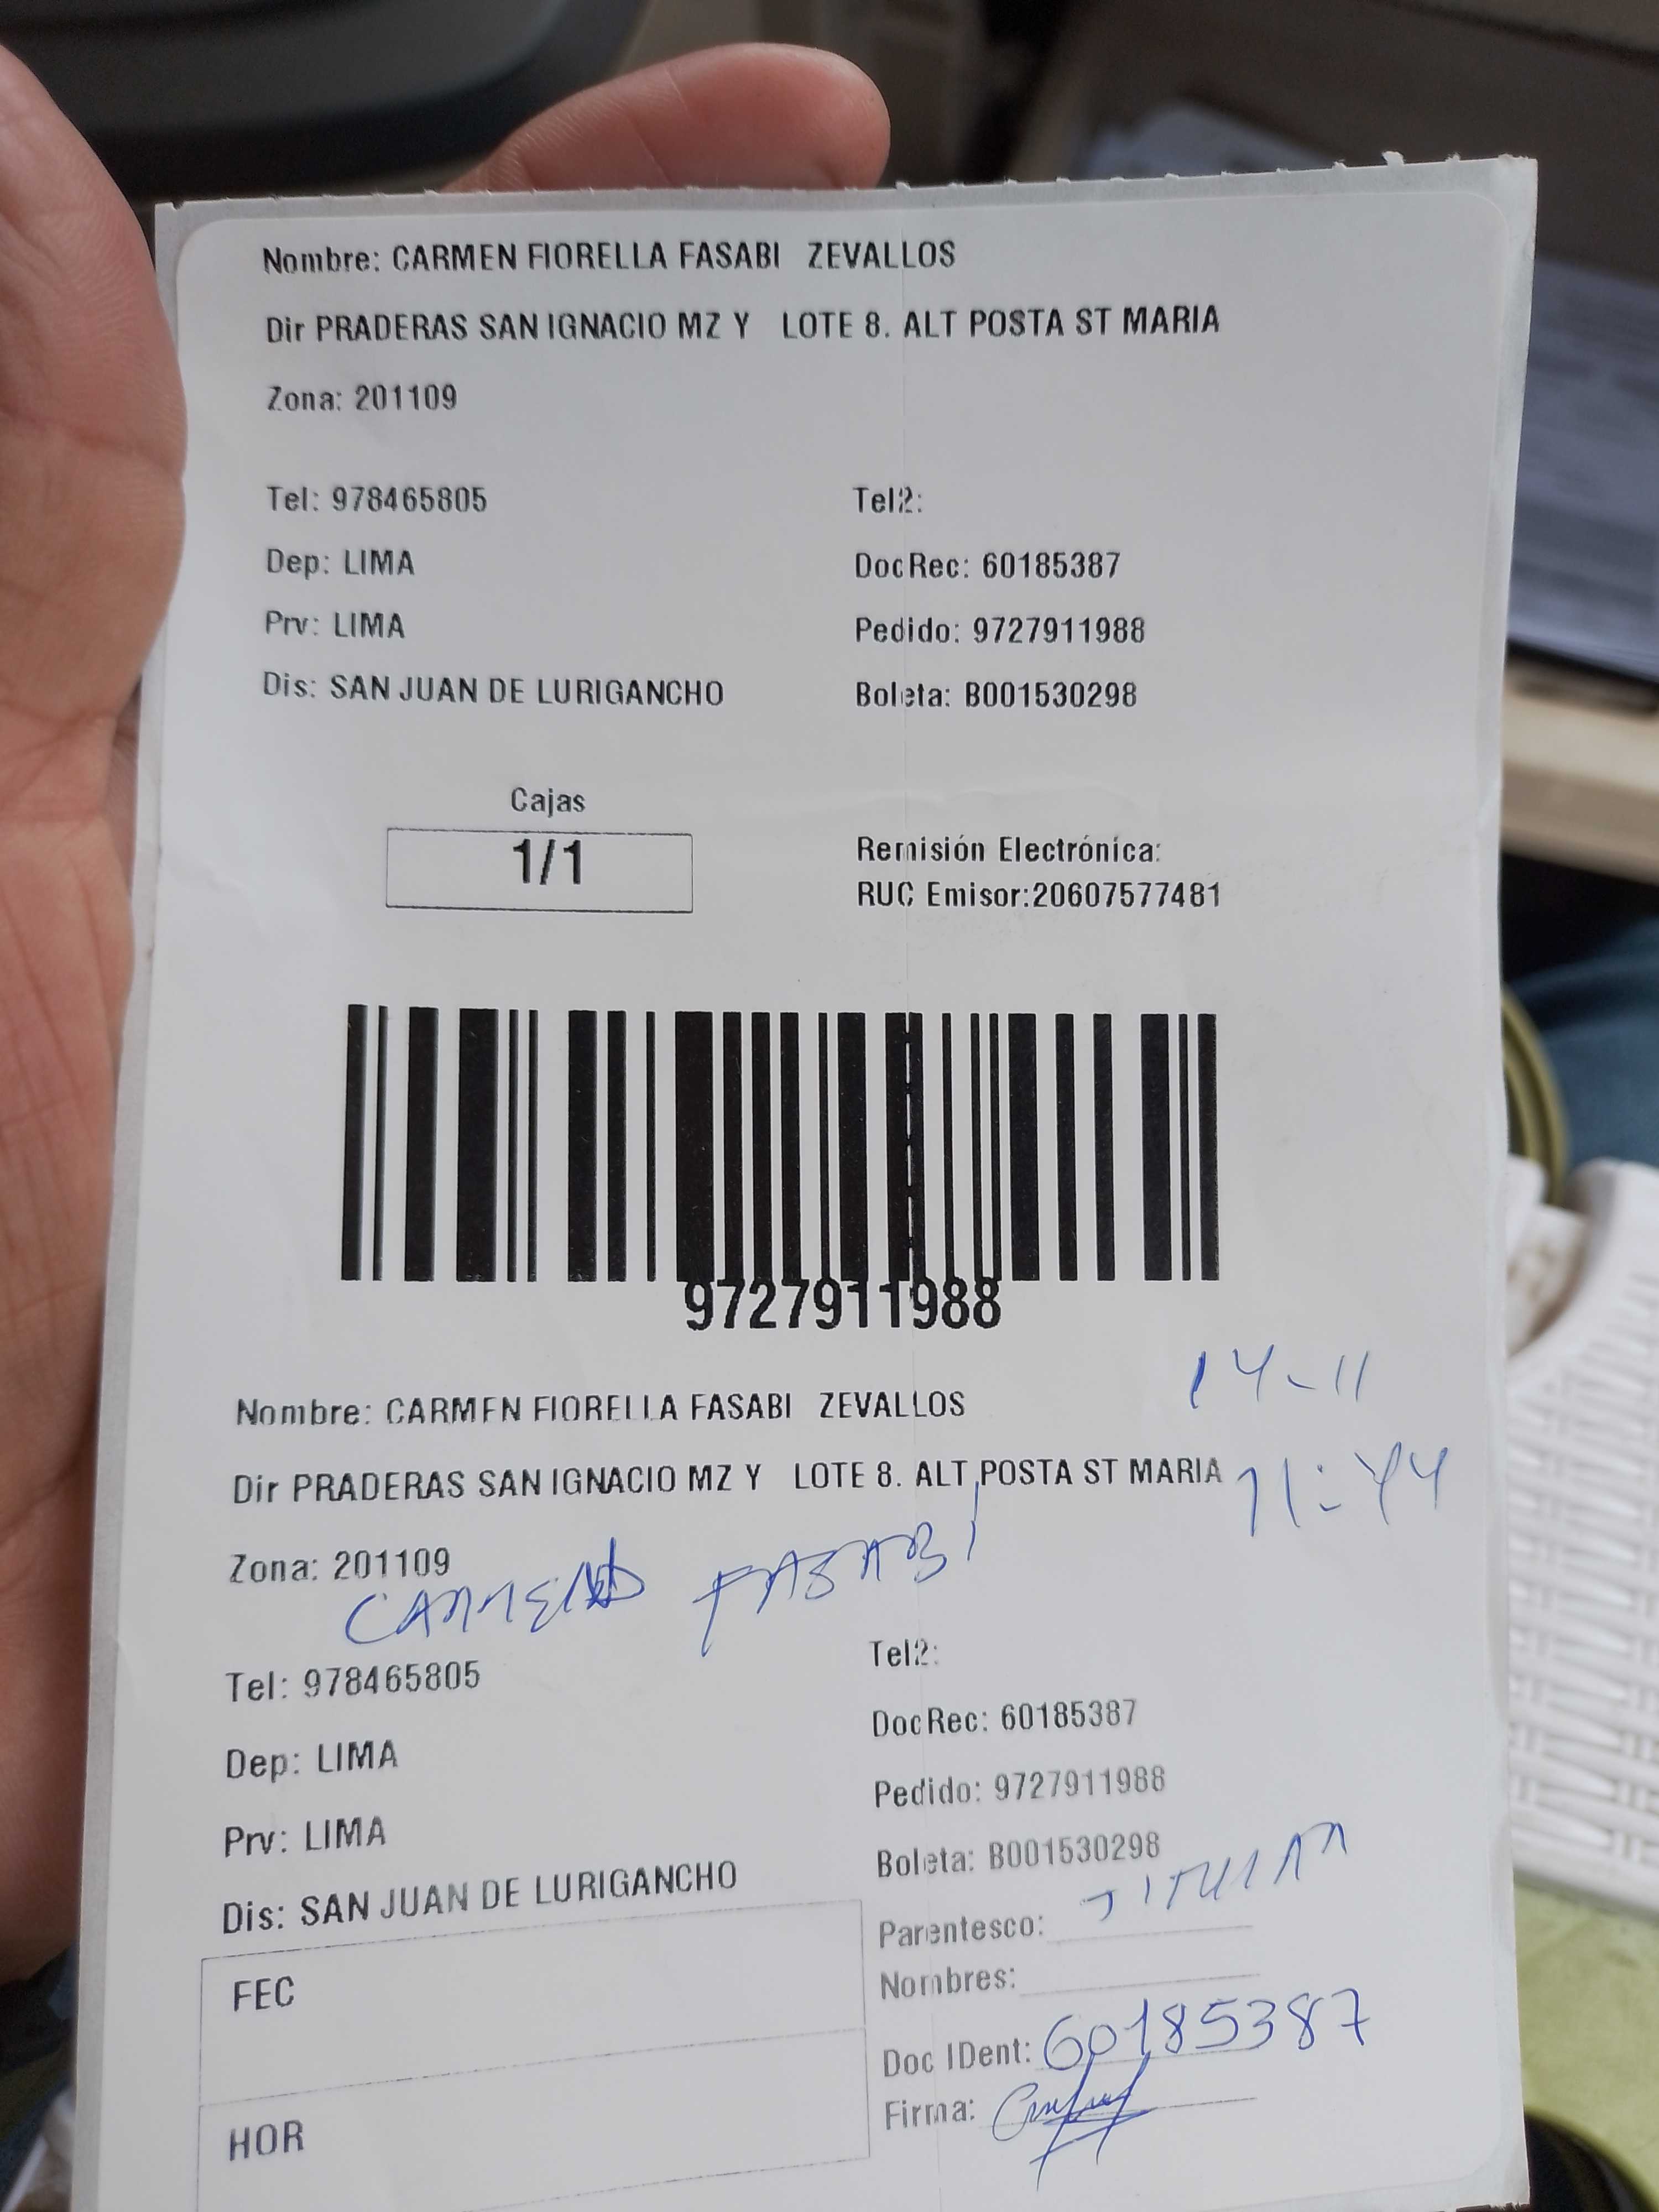 Nombre: CARMEN FIORELLA FASABI ZEVALLOS
Dir PRADERAS SAN IGNACIO MZ Y LOTE 8. ALT POSTA ST MARIA
Zona: 201109
Tel: 978465805 Tel2:
Dep: LIMA DocRec: 60185387
Prv: LIMA Pedido: 9727911988
Dis: SAN JUAN DE LURIGANCHO Boleta: B001530298
Cajas
1/1
Remisión Electrónica:
RUC Emisor:20607577481
9727911988
14-11
Nombre: CARMEN FIORELLA FASABI ZEVALLOS
Dir PRADERAS SAN IGNACIO MZ Y LOTE 8. ALT POSTA ST MARIA 11:44
Zona: 201109
CARMEN FASABI
Tel: 978465805 Tel2:
Dep: LIMA DocRec: 60185387
Prv: LIMA Pedido: 9727911988
Dis: SAN JUAN DE LURIGANCHO Boleta: B001530298
Parentesco: TITULAR
FEC Nombres:
Doc IDent: 60185387
HOR Firma: